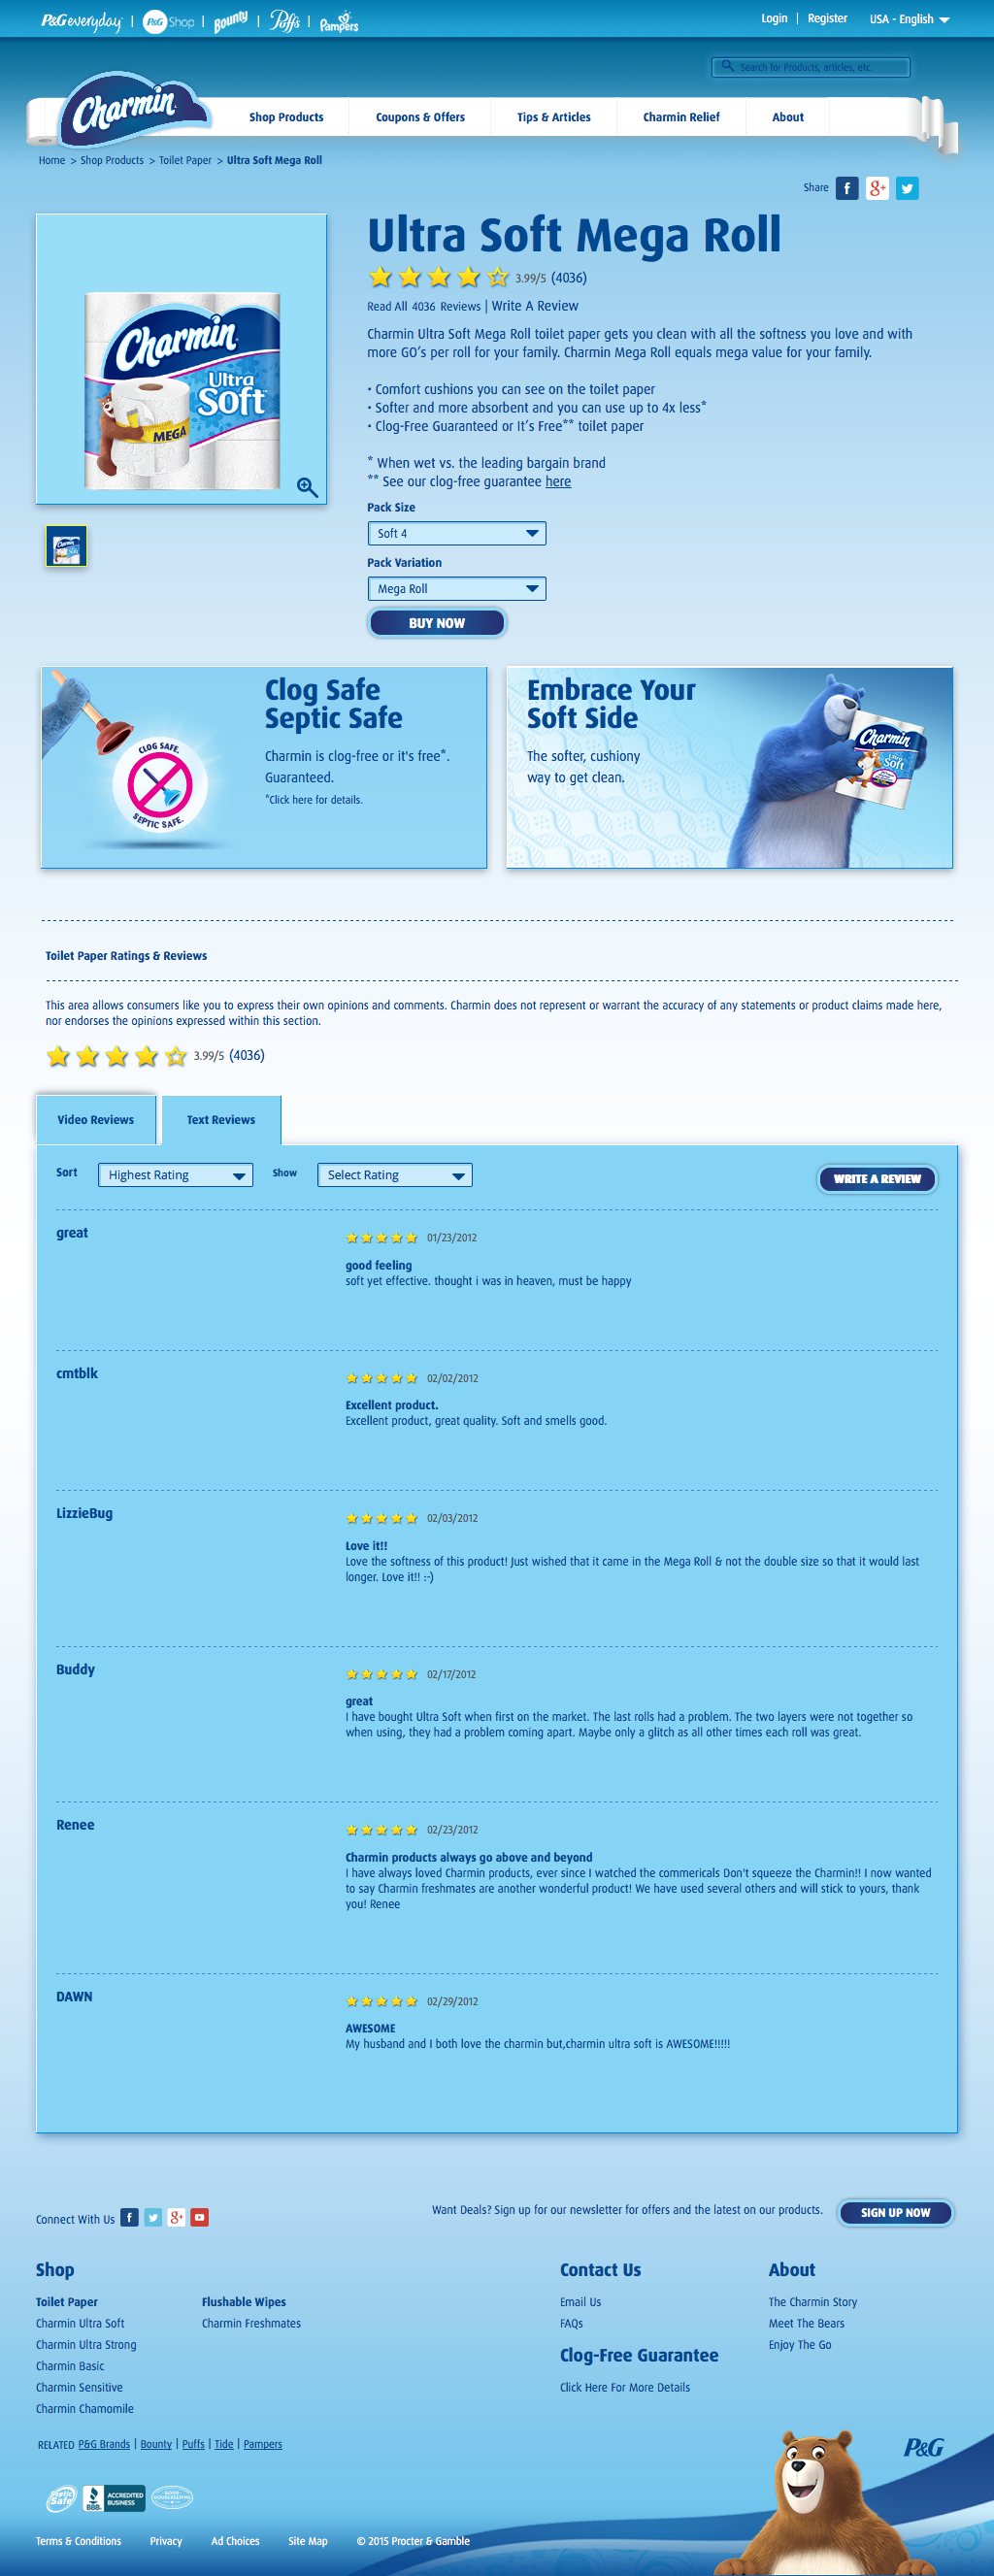 P&G everyday | P&G Shop | Bounty | Puffs | Pampers
Login | Register USA - English
Search for Products, articles, etc.
Charmin
Shop Products Coupons & Offers Tips & Articles Charmin Relief About
Home > Shop Products > Toilet Paper > Ultra Soft Mega Roll
Share f g+
Ultra Soft Mega Roll
3.99/5 (4036)
Read All 4036 Reviews | Write A Review
Charmin Ultra Soft Mega Roll toilet paper gets you clean with all the softness you love and with
more GO's per roll for your family. Charmin Mega Roll equals mega value for your family.
• Comfort cushions you can see on the toilet paper
• Softer and more absorbent and you can use up to 4x less*
• Clog-Free Guaranteed or It's Free** toilet paper
* When wet vs. the leading bargain brand
** See our clog-free guarantee here
Charmin
Ultra
Soft
MEGA
Pack Size
Soft 4
Pack Variation
Mega Roll
BUY NOW
Clog Safe
Septic Safe
Charmin is clog-free or it's free*.
Guaranteed.
*Click here for details.
CLOG SAFE.
SEPTIC SAFE.
Embrace Your
Soft Side
The softer, cushiony
way to get clean.
Charmin
Soft
Toilet Paper Ratings & Reviews
This area allows consumers like you to express their own opinions and comments. Charmin does not represent or warrant the accuracy of any statements or product claims made here,
nor endorses the opinions expressed within this section.
3.99/5 (4036)
Video Reviews Text Reviews
Sort Highest Rating Show Select Rating WRITE A REVIEW
great 01/23/2012
good feeling
soft yet effective. thought i was in heaven, must be happy
cmtblk 02/02/2012
Excellent product.
Excellent product, great quality. Soft and smells good.
LizzieBug 02/03/2012
Love it!!
Love the softness of this product! Just wished that it came in the Mega Roll & not the double size so that it would last
longer. Love it!! :-)
Buddy 02/17/2012
great
I have bought Ultra Soft when first on the market. The last rolls had a problem. The two layers were not together so
when using, they had a problem coming apart. Maybe only a glitch as all other times each roll was great.
Renee 02/23/2012
Charmin products always go above and beyond
I have always loved Charmin products, ever since I watched the commericals Don't squeeze the Charmin!! I now wanted
to say Charmin freshmates are another wonderful product! We have used several others and will stick to yours, thank
you! Renee
DAWN 02/29/2012
AWESOME
My husband and I both love the charmin but,charmin ultra soft is AWESOME!!!!!
Connect With Us f g+
Want Deals? Sign up for our newsletter for offers and the latest on our products. SIGN UP NOW
Shop Contact Us About
Toilet Paper Flushable Wipes Email Us The Charmin Story
Charmin Ultra Soft Charmin Freshmates FAQs Meet The Bears
Charmin Ultra Strong Clog-Free Guarantee Enjoy The Go
Charmin Basic
Charmin Sensitive Click Here For More Details
Charmin Chamomile
RELATED P&G Brands | Bounty | Puffs | Tide | Pampers
P&G
Septic Safe BBB. ACCREDITED BUSINESS GOOD HOUSEKEEPING
Terms & Conditions Privacy Ad Choices Site Map © 2015 Procter & Gamble